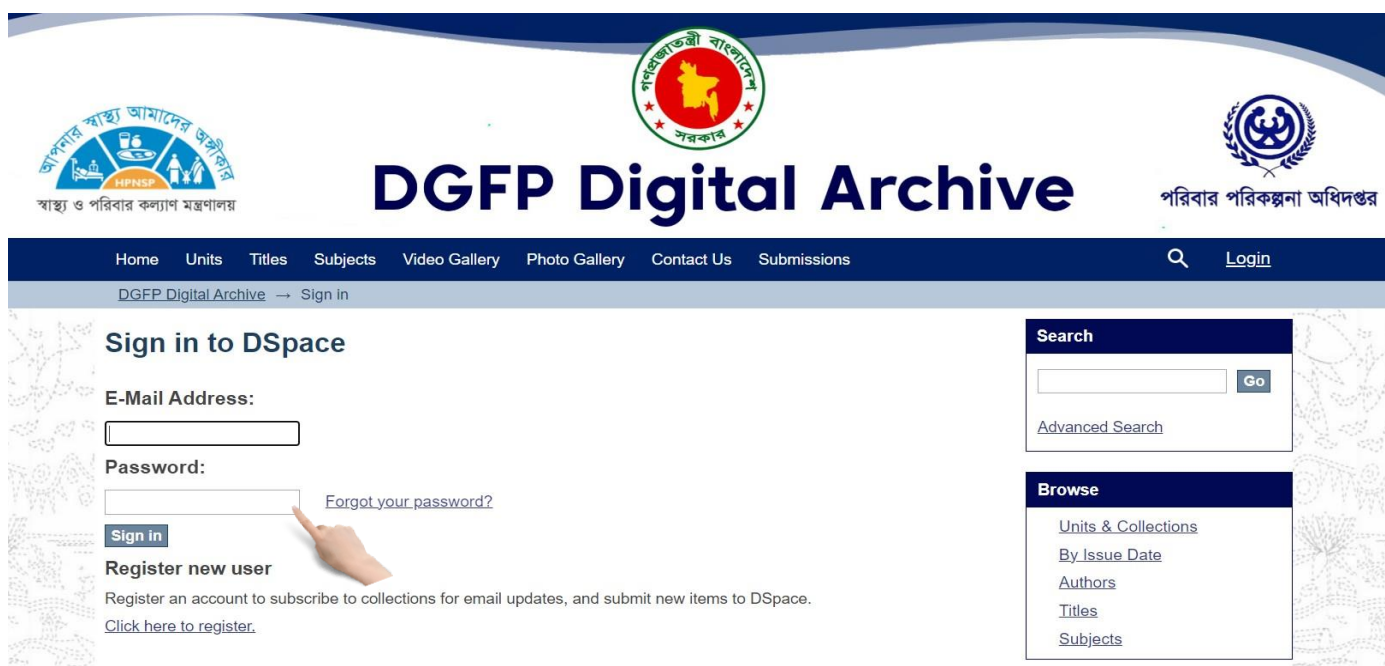 গণপ্রজাতন্ত্রী বাংলাদেশ
সরকার
আপনার স্বাস্থ্য আমাদের অঙ্গীকার
HPNSP
স্বাস্থ্য ও পরিবার কল্যাণ মন্ত্রণালয়
DGFP Digital Archive
পরিবার পরিকল্পনা অধিদপ্তর
Home Units Titles Subjects Video Gallery Photo Gallery Contact Us Submissions Login
DGFP Digital Archive → Sign in
Sign in to DSpace
E-Mail Address:
Password:
Forgot your password?
Sign in
Register new user
Register an account to subscribe to collections for email updates, and submit new items to DSpace.
Click here to register.
Search
Go
Advanced Search
Browse
Units & Collections
By Issue Date
Authors
Titles
Subjects